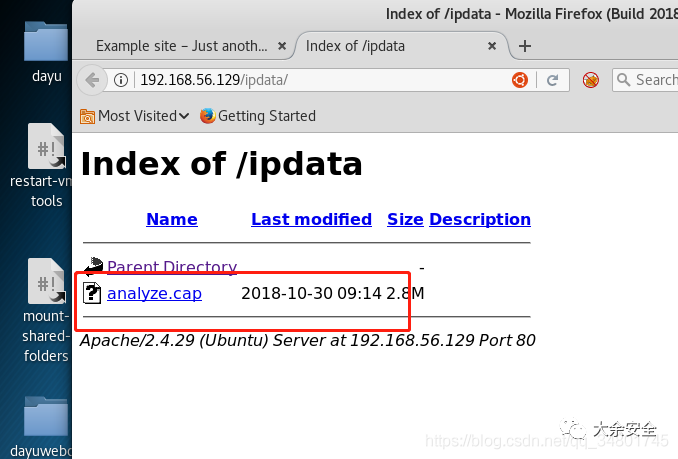 Index of /ipdata - Mozilla Firefox (Build 2018
dayu
Example site – Just anoth... × Index of /ipdata × +
192.168.56.129/ipdata/ Search
Most Visited Getting Started
#!
restart-vm
tools
Index of /ipdata
Name Last modified Size Description
Parent Directory -
analyze.cap 2018-10-30 09:14 2.8M
Apache/2.4.29 (Ubuntu) Server at 192.168.56.129 Port 80
#!
mount-
shared-
folders
dayuwebd
大余安全
https://blog.csdn.net/qq_34801745